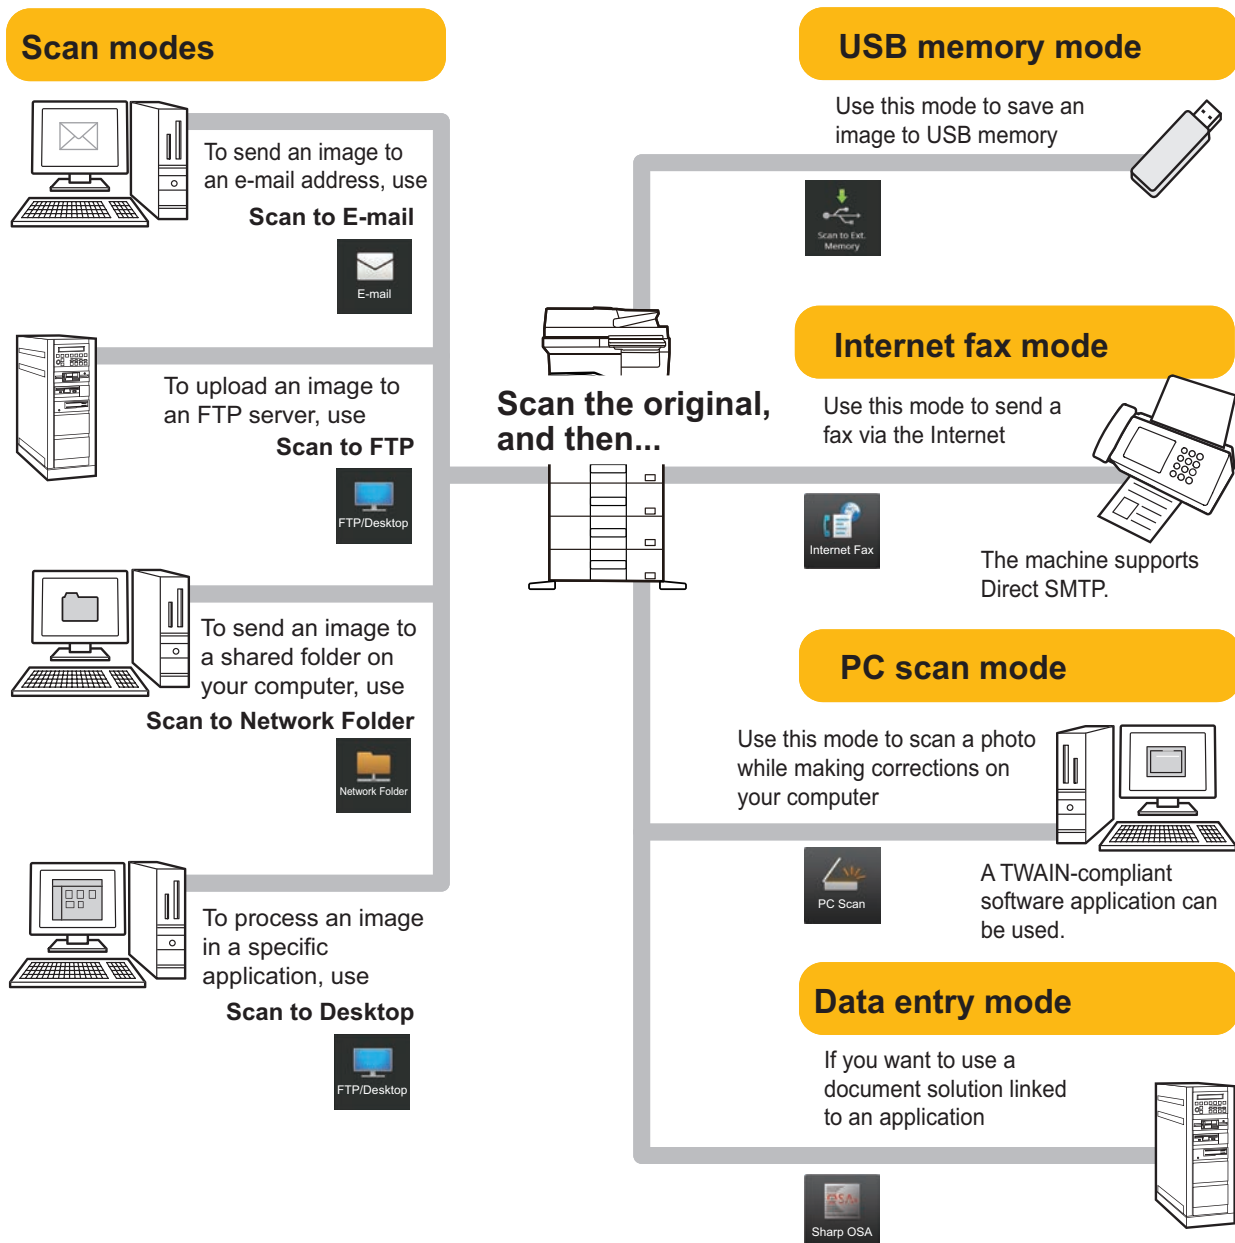 Scan modes
To send an image to
an e-mail address, use
Scan to E-mail
E-mail
To upload an image to
an FTP server, use
Scan to FTP
FTP/Desktop
To send an image to
a shared folder on
your computer, use
Scan to Network Folder
Network Folder
To process an image
in a specific
application, use
Scan to Desktop
FTP/Desktop
Scan the original,
and then...
USB memory mode
Use this mode to save an
image to USB memory
Scan to Ext.
Memory
Internet fax mode
Use this mode to send a
fax via the Internet
Internet Fax
The machine supports
Direct SMTP.
PC scan mode
Use this mode to scan a photo
while making corrections on
your computer
PC Scan
A TWAIN-compliant
software application can
be used.
Data entry mode
If you want to use a
document solution linked
to an application
Sharp OSA